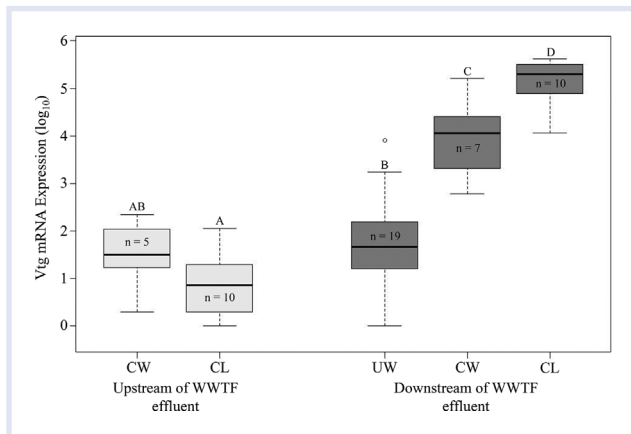 6
5
4
3
2
1
0
Vtg mRNA Expression (log10)
AB
n = 5
A
n = 10
B
n = 19
C
n = 7
D
n = 10
CW
CL
UW
CW
CL
Upstream of WWTF
effluent
Downstream of WWTF
effluent